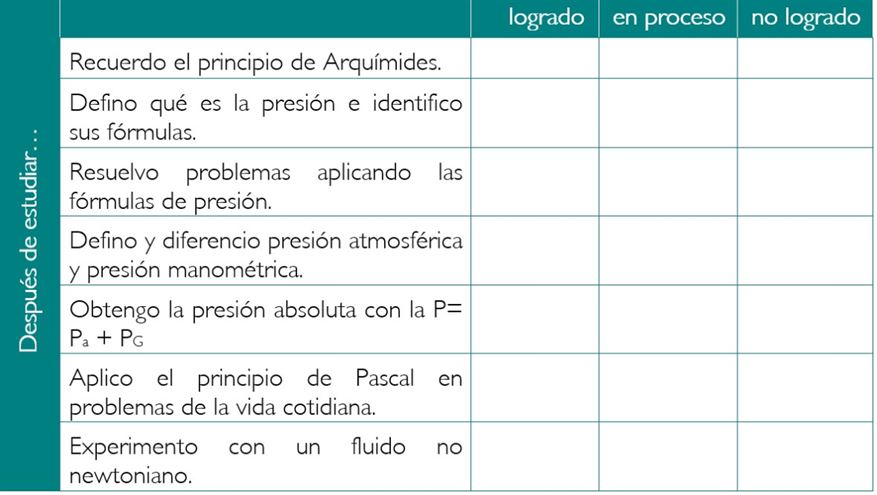 logrado en proceso no logrado
Después de estudiar…
Recuerdo el principio de Arquímides.
Defino qué es la presión e identifico
sus fórmulas.
Resuelvo problemas aplicando las
fórmulas de presión.
Defino y diferencio presión atmosférica
y presión manométrica.
Obtengo la presión absoluta con la P=
Pa + PG
Aplico el principio de Pascal en
problemas de la vida cotidiana.
Experimento con un fluido no
newtoniano.